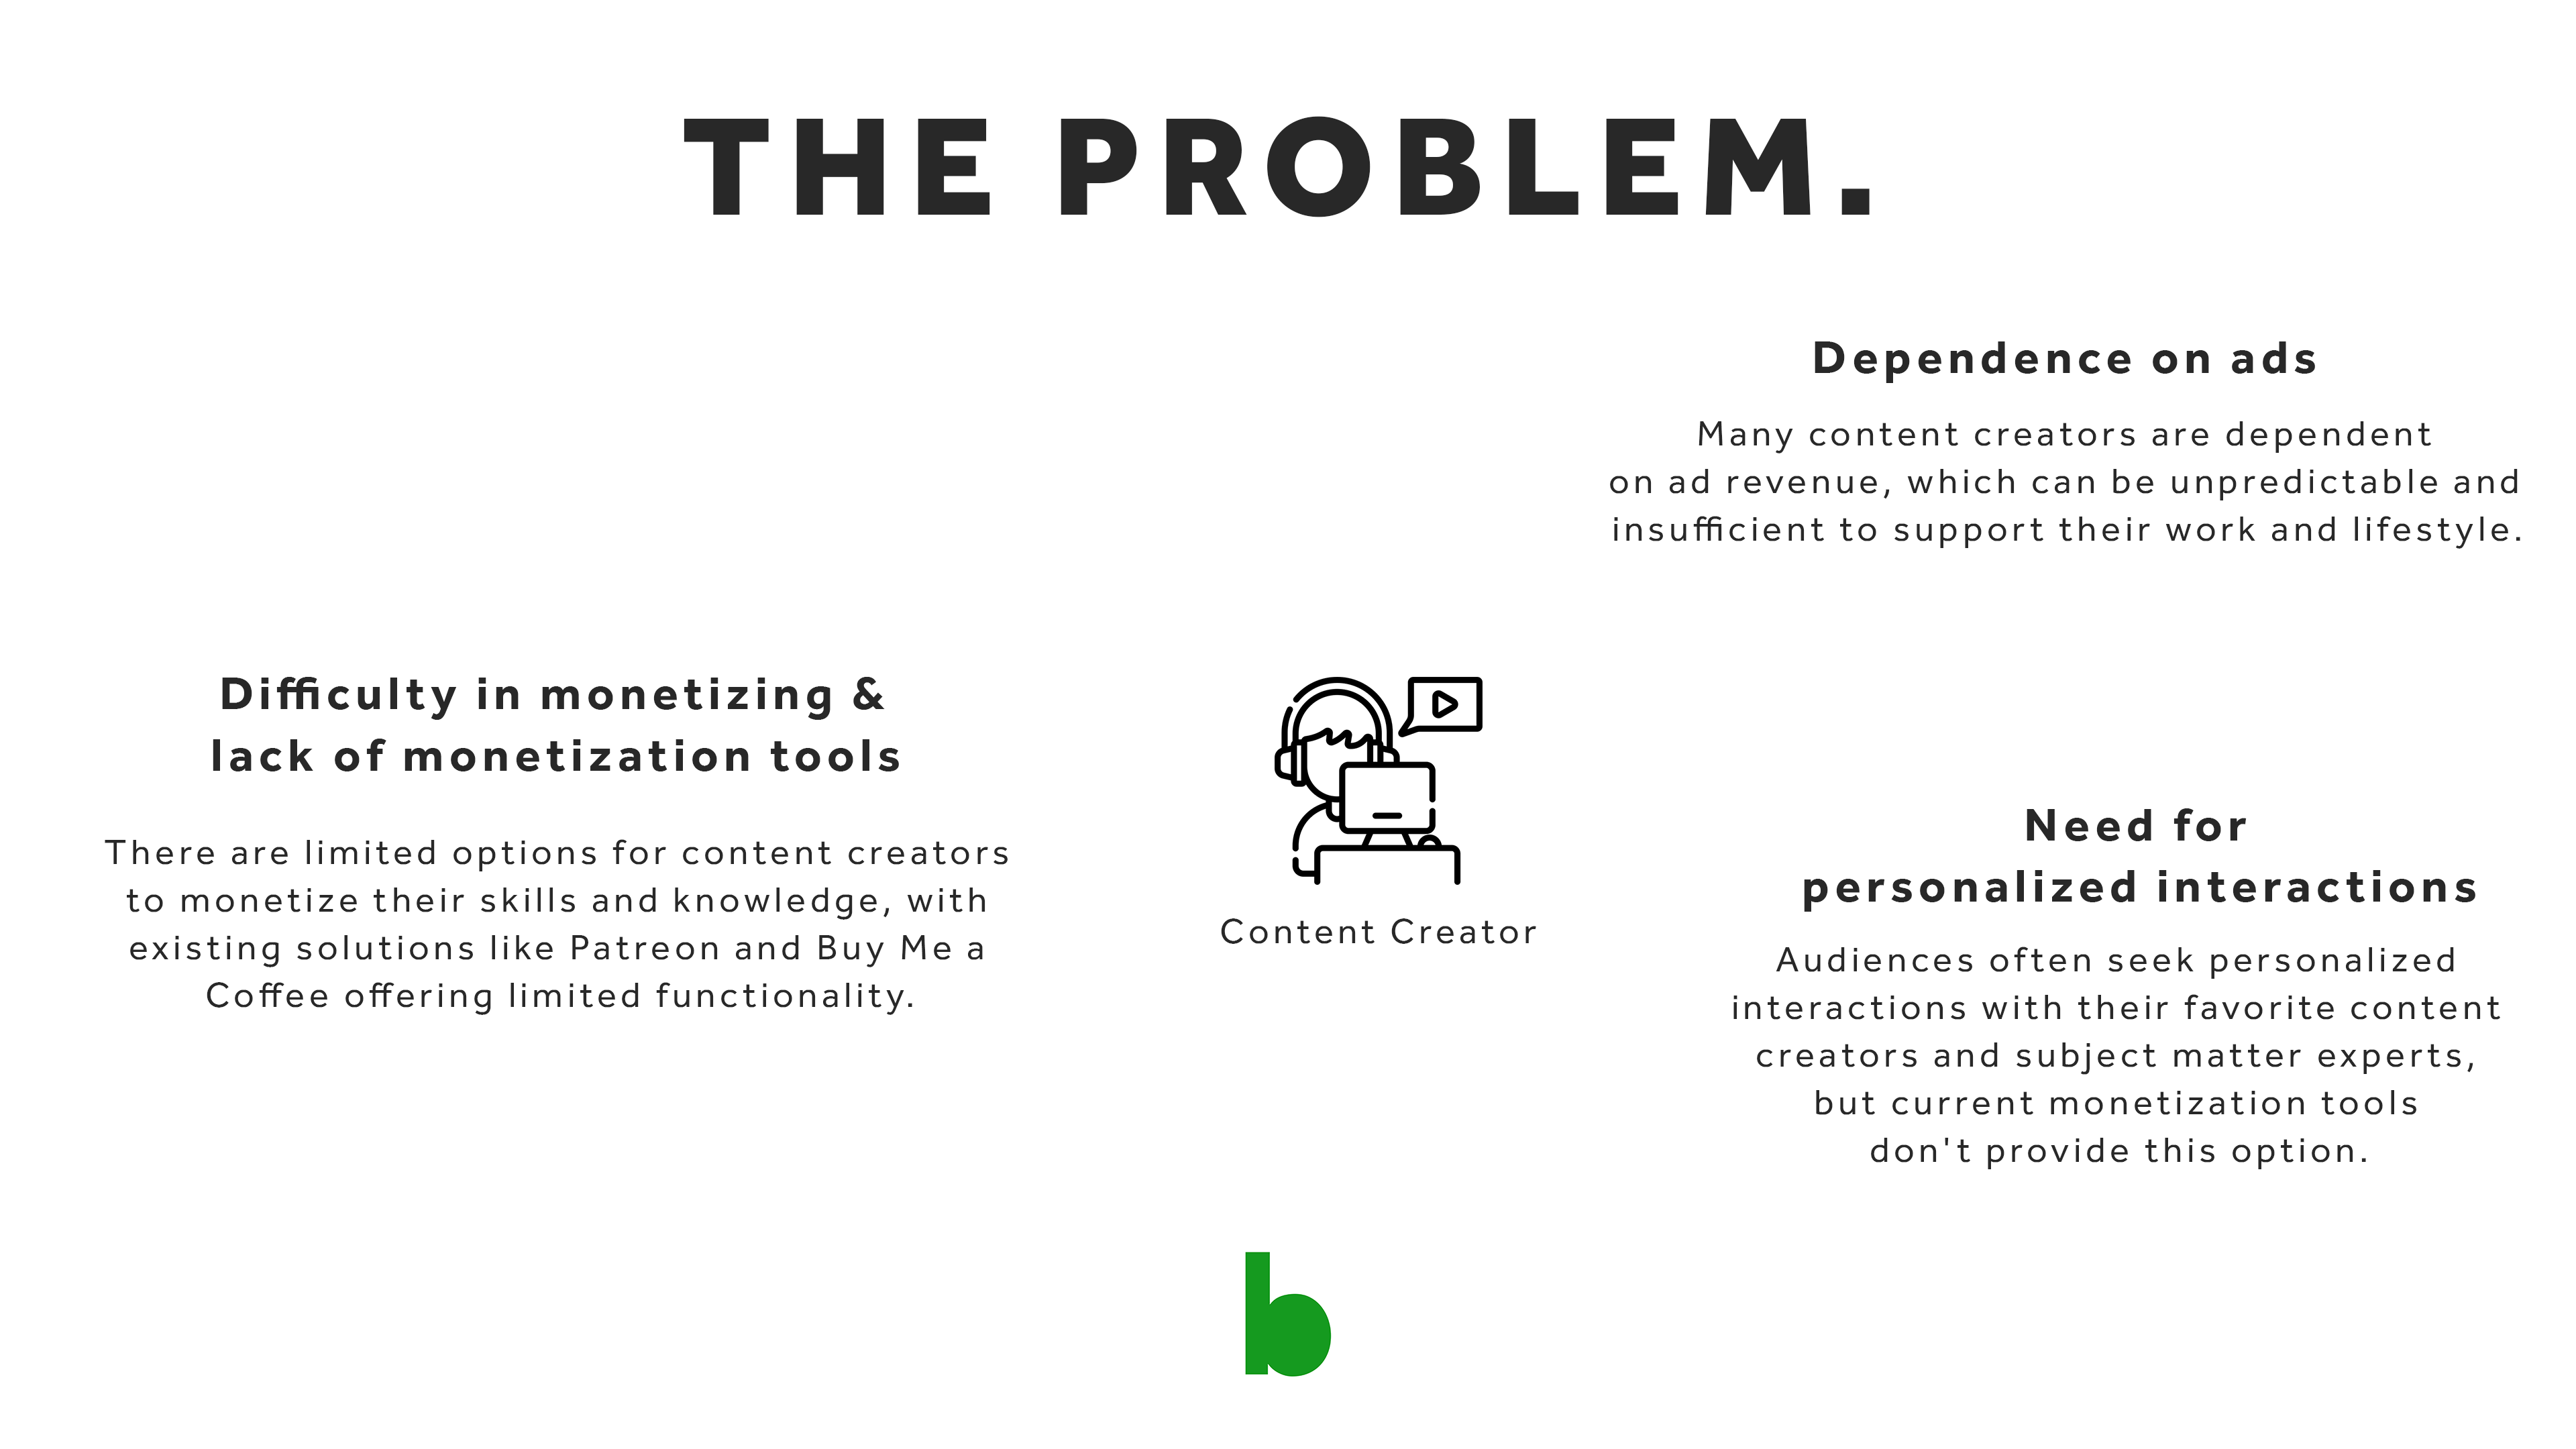 THE PROBLEM.
Dependence on ads
Many content creators are dependent
on ad revenue, which can be unpredictable and
insufficient to support their work and lifestyle.
Difficulty in monetizing &
lack of monetization tools
There are limited options for content creators
to monetize their skills and knowledge, with
existing solutions like Patreon and Buy Me a
Coffee offering limited functionality.
Content Creator
Need for
personalized interactions
Audiences often seek personalized
interactions with their favorite content
creators and subject matter experts,
but current monetization tools
don't provide this option.
b